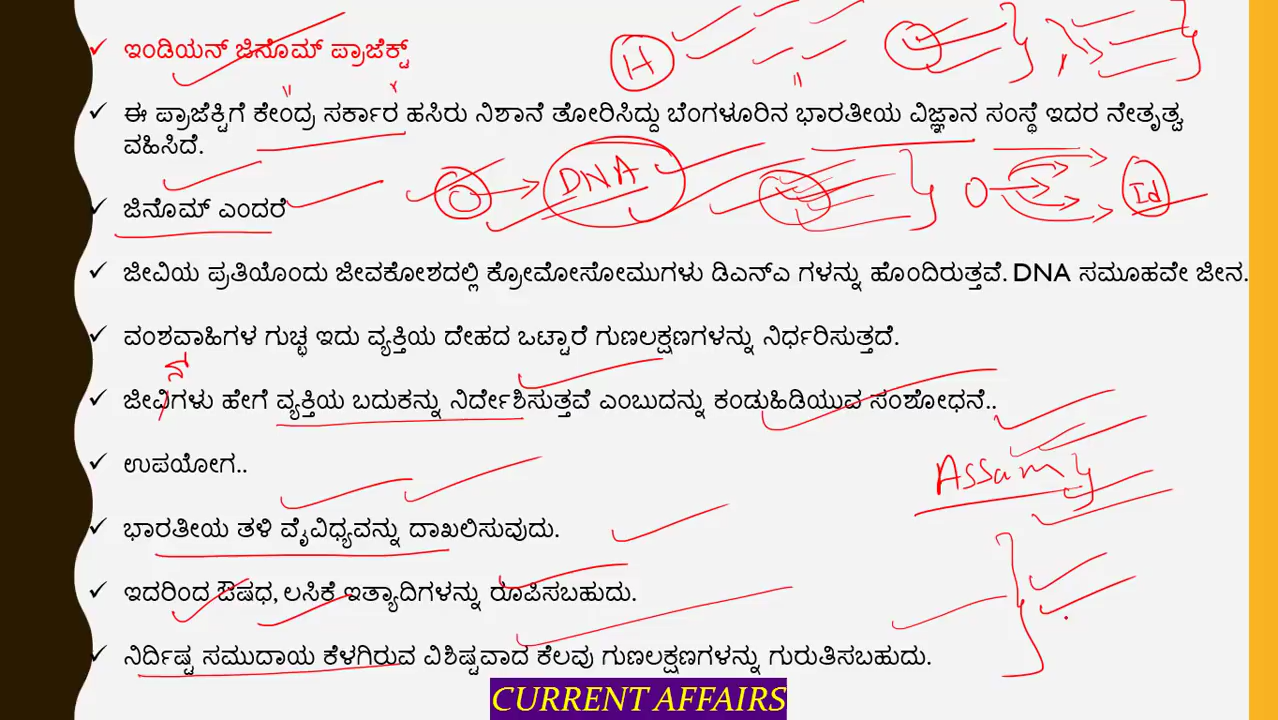 ಇಂಡಿಯನ್ ಜಿನೊಮ್ ಪ್ರಾಜೆಕ್ಟ್
H
ಈ ಪ್ರಾಜೆಕ್ಟಿಗೆ ಕೇಂದ್ರ ಸರ್ಕಾರ ಹಸಿರು ನಿಶಾನೆ ತೋರಿಸಿದ್ದು ಬೆಂಗಳೂರಿನ ಭಾರತೀಯ ವಿಜ್ಞಾನ ಸಂಸ್ಥೆ ಇದರ ನೇತೃತ್ವ
ವಹಿಸಿದೆ.
DNA
Id
ಜಿನೊಮ್ ಎಂದರೆ
ಜೀವಿಯ ಪ್ರತಿಯೊಂದು ಜೀವಕೋಶದಲ್ಲಿ ಕ್ರೋಮೋಸೋಮುಗಳು ಡಿಎನ್ಎ ಗಳನ್ನು ಹೊಂದಿರುತ್ತವೆ. DNA ಸಮೂಹವೇ ಜೀನ.
ವಂಶವಾಹಿಗಳ ಗುಚ್ಛ ಇದು ವ್ಯಕ್ತಿಯ ದೇಹದ ಒಟ್ಟಾರೆ ಗುಣಲಕ್ಷಣಗಳನ್ನು ನಿರ್ಧರಿಸುತ್ತದೆ.
ನ್
ಜೀವಿಗಳು ಹೇಗೆ ವ್ಯಕ್ತಿಯ ಬದುಕನ್ನು ನಿರ್ದೇಶಿಸುತ್ತವೆ ಎಂಬುದನ್ನು ಕಂಡುಹಿಡಿಯುವ ಸಂಶೋಧನೆ..
ಉಪಯೋಗ..
Assam
ಭಾರತೀಯ ತಳಿ ವೈವಿಧ್ಯವನ್ನು ದಾಖಲಿಸುವುದು.
ಇದರಿಂದ ಔಷಧ, ಲಸಿಕೆ ಇತ್ಯಾದಿಗಳನ್ನು ರೂಪಿಸಬಹುದು.
ನಿರ್ದಿಷ್ಟ ಸಮುದಾಯ ಕೆಳಗಿರುವ ವಿಶಿಷ್ಟವಾದ ಕೆಲವು ಗುಣಲಕ್ಷಣಗಳನ್ನು ಗುರುತಿಸಬಹುದು.
CURRENT AFFAIRS